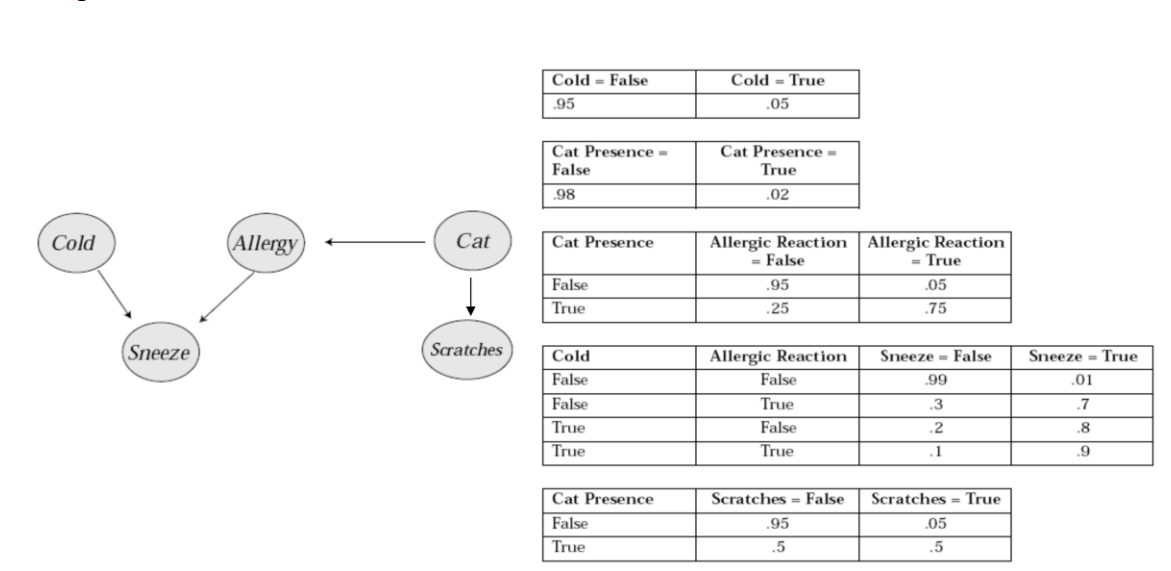 Cold = False Cold = True
.95 .05
Cat Presence = Cat Presence =
False True
.98 .02
Cold Allergy Cat
Sneeze Scratches
Cat Presence Allergic Reaction Allergic Reaction
= False = True
False .95 .05
True .25 .75
Cold Allergic Reaction Sneeze = False Sneeze = True
False False .99 .01
False True .3 .7
True False .2 .8
True True .1 .9
Cat Presence Scratches = False Scratches = True
False .95 .05
True .5 .5